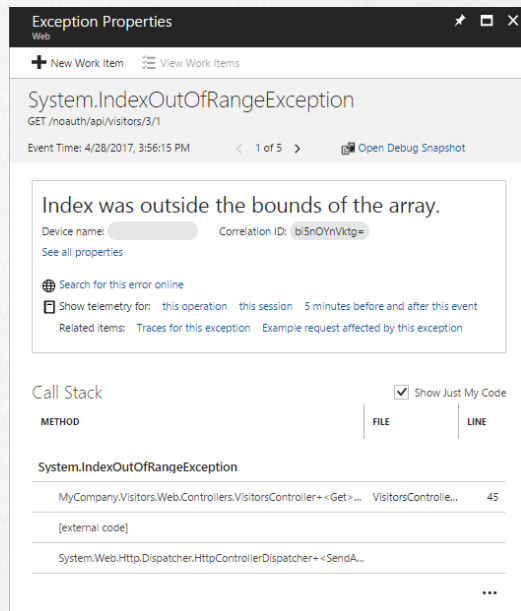 Exception Properties
Web
New Work Item View Work Items
System.IndexOutOfRangeException
GET /noauth/api/visitors/3/1
Event Time: 4/28/2017, 3:56:15 PM < 1 of 5 > Open Debug Snapshot
Index was outside the bounds of the array.
Device name: Correlation ID: bi5nOYnVktg=
See all properties
Search for this error online
Show telemetry for: this operation this session 5 minutes before and after this event
Related items: Traces for this exception Example request affected by this exception
Call Stack Show Just My Code
METHOD FILE LINE
System.IndexOutOfRangeException
MyCompany.Visitors.Web.Controllers.VisitorsController+<Get>... VisitorsControlle... 45
[external code]
System.Web.Http.Dispatcher.HttpControllerDispatcher+<SendA...
...